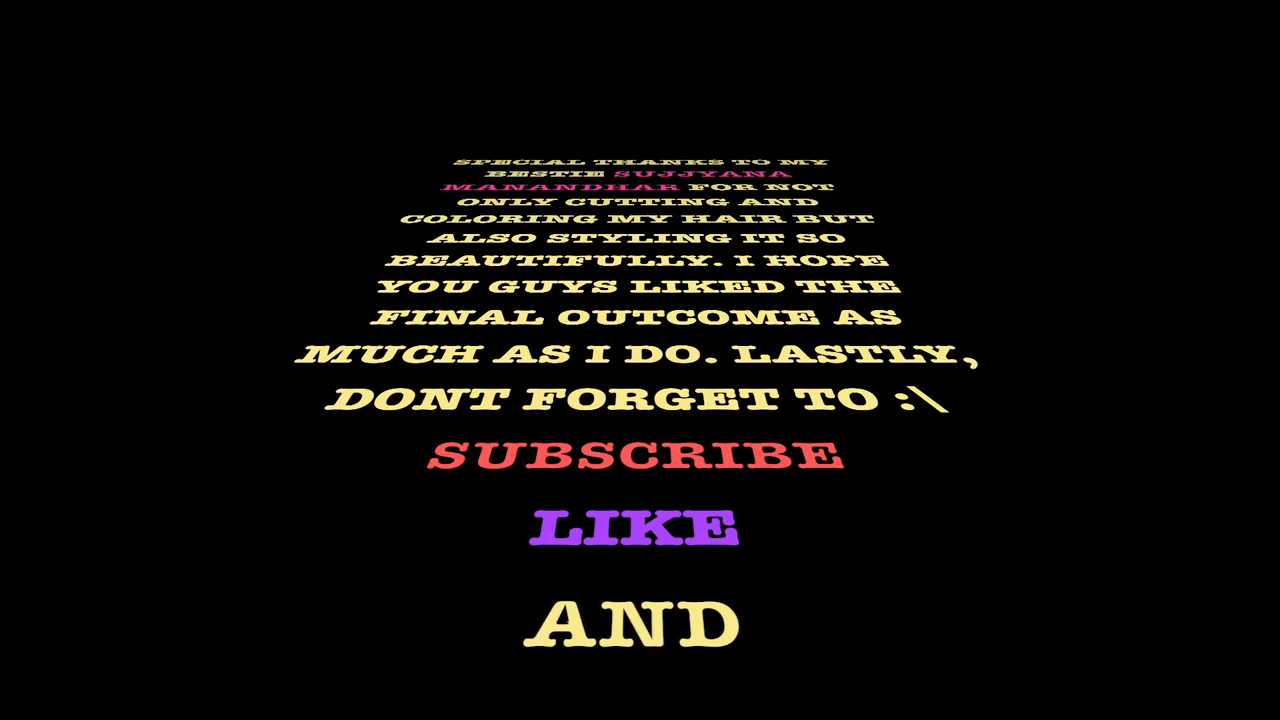 SPECIAL THANKS TO MY
BESTIE SUJJYANA
MANANDHAR FOR NOT
ONLY CUTTING AND
COLORING MY HAIR BUT
ALSO STYLING IT SO
BEAUTIFULLY. I HOPE
YOU GUYS LIKED THE
FINAL OUTCOME AS
MUCH AS I DO. LASTLY,
DONT FORGET TO :\
SUBSCRIBE
LIKE
AND